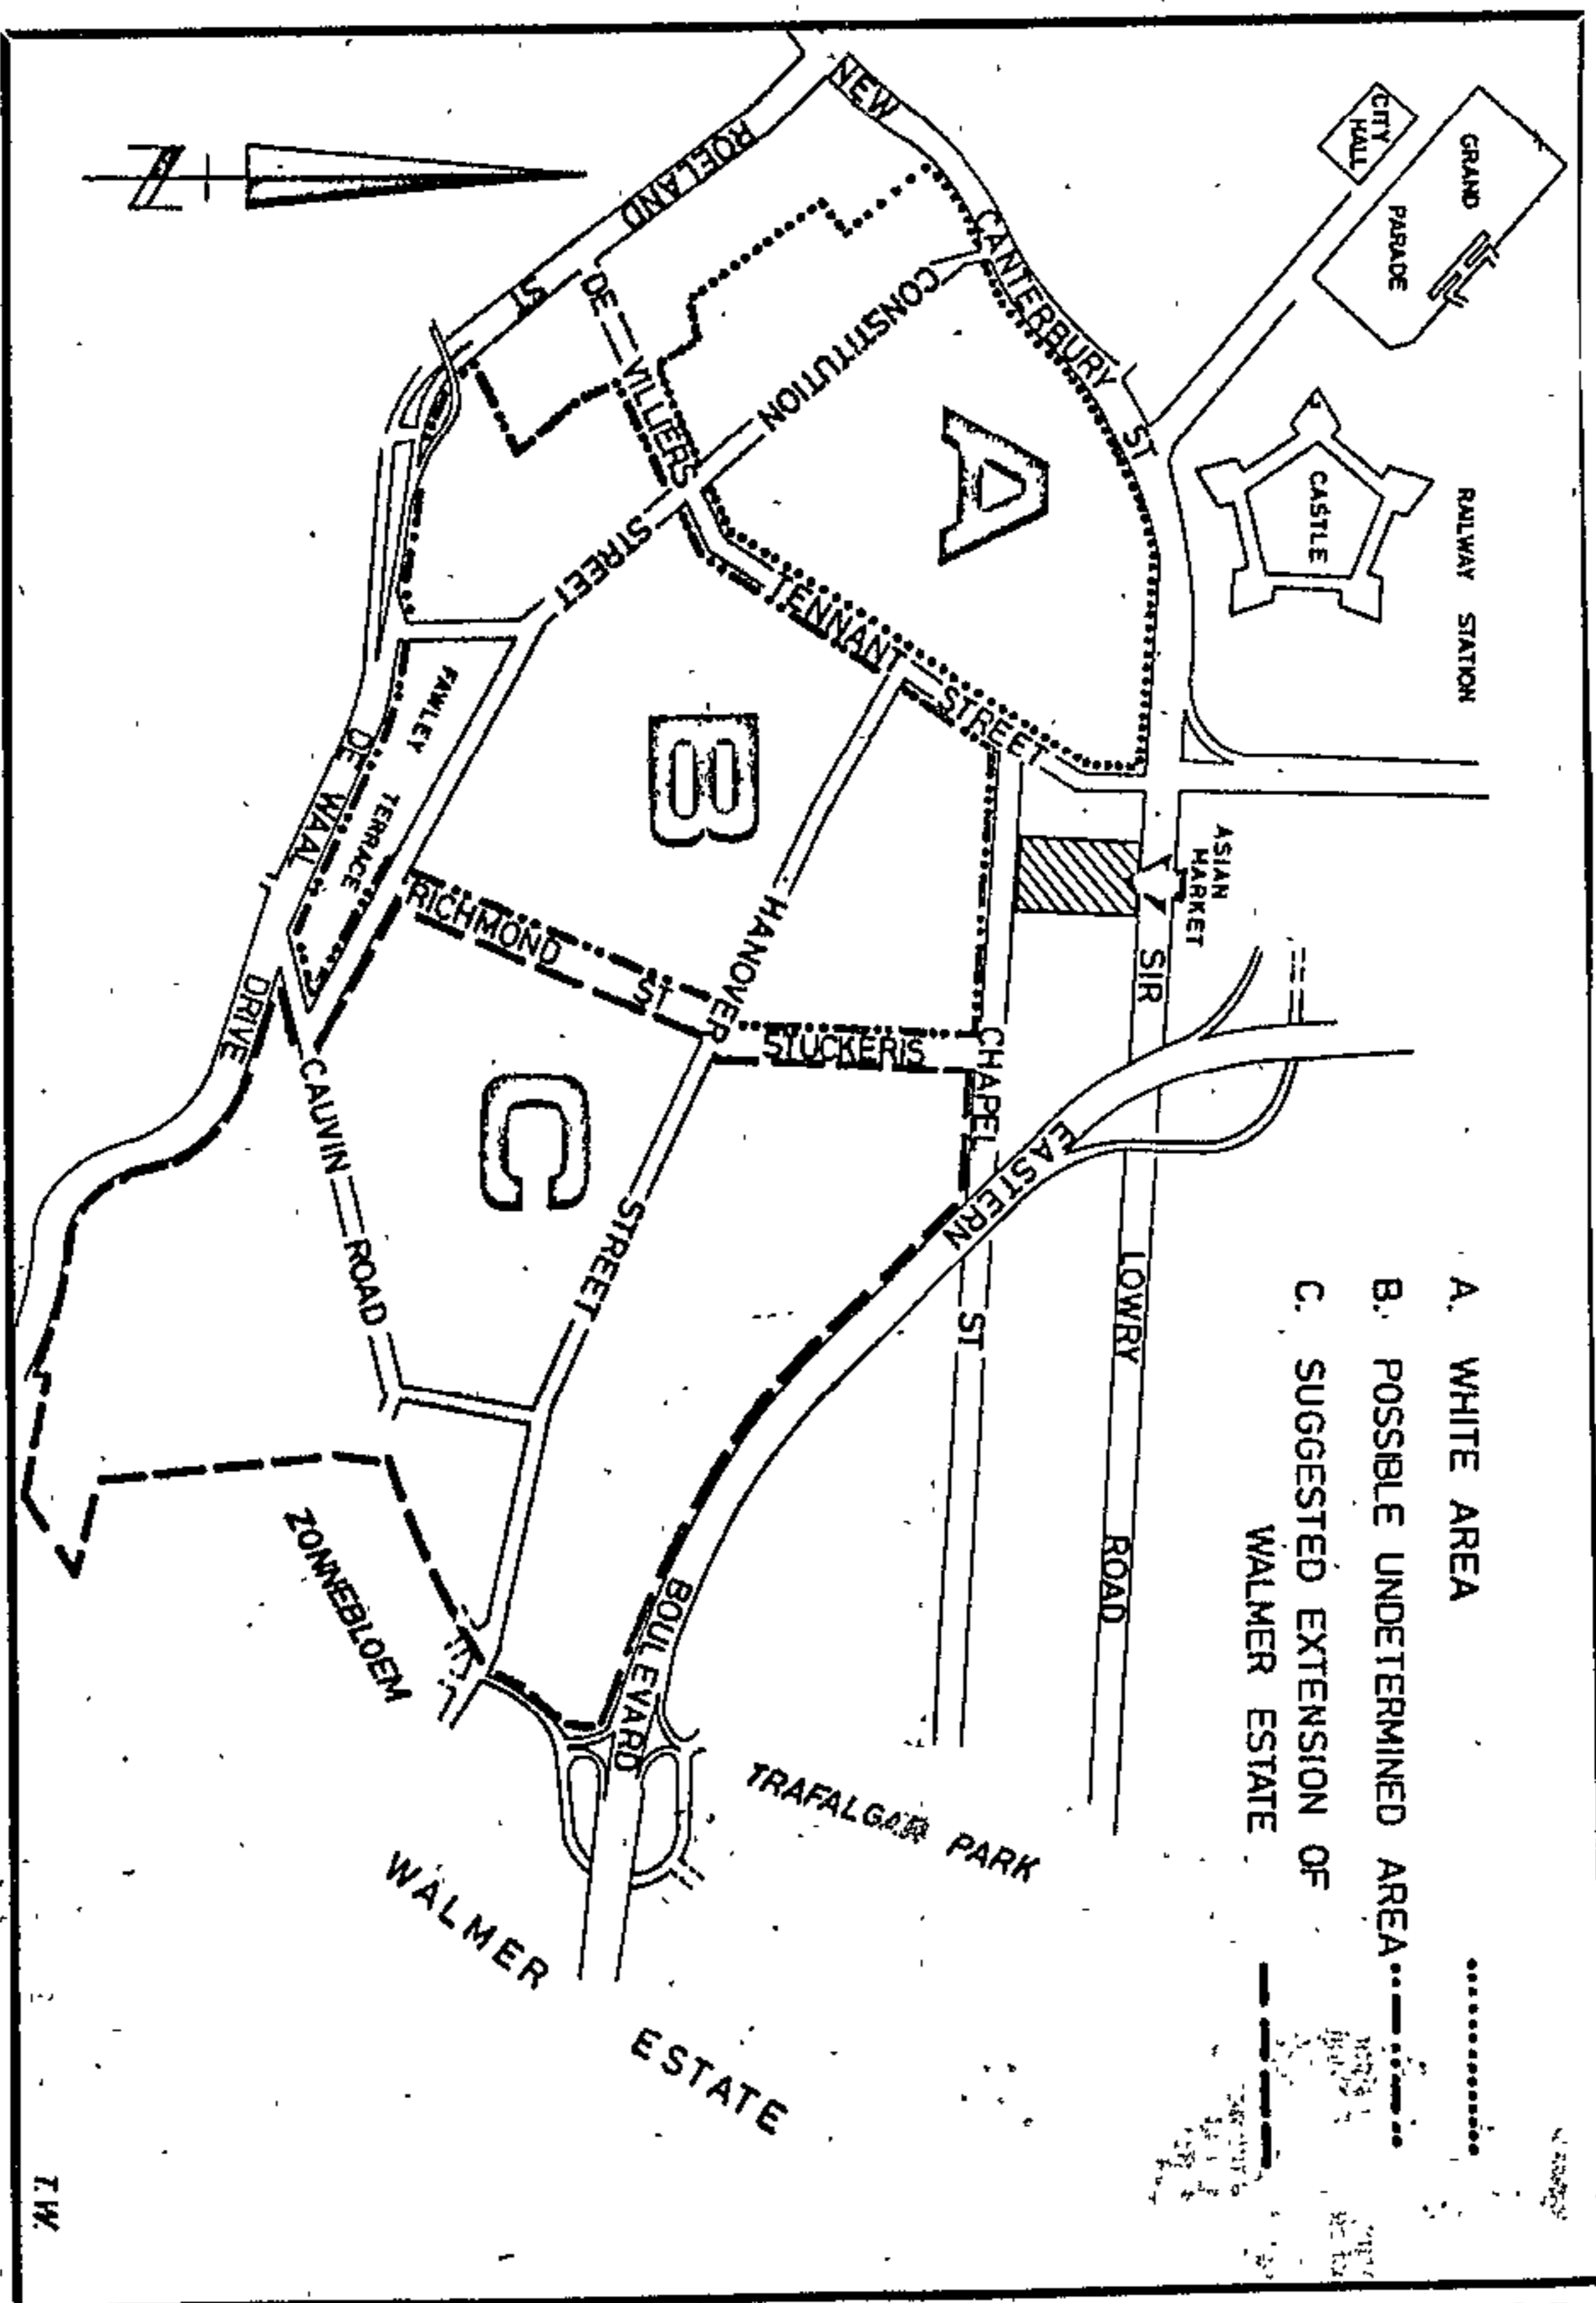 GRAND
PARADE
CITY
HALL
CASTLE
RAILWAY STATION
A. WHITE AREA
B. POSSIBLE UNDETERMINED AREA
C. SUGGESTED EXTENSION OF
WALMER ESTATE
ASIAN
MARKET
NEW
CANTERBURY
ST
SIR
LOWRY
ROAD
A
CONSTITUTION
STREET
ROELAND
ST
DE
VILLIERS
TENNANT
STREET
CHAPEL
ST
EASTERN
BOULEVARD
B
HANOVER
STREET
STUCKERIS
RICHMOND
ST
C
FAWLEY
TERRACE
DE WAAL
DRIVE
CAUVIN
ROAD
ZONNEBLOEM
TRAFALGAR PARK
WALMER
ESTATE
N
T.W.